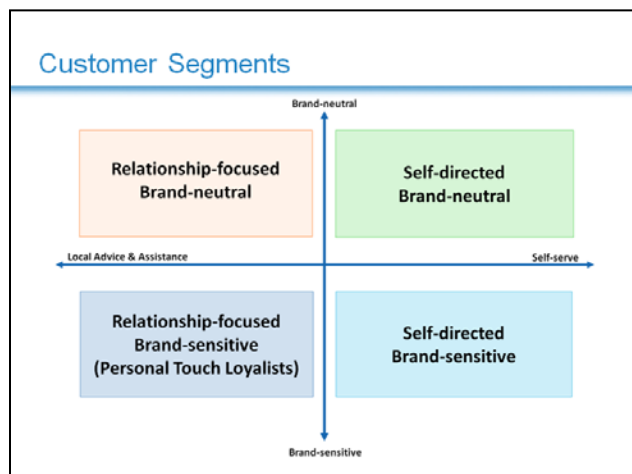 Customer Segments
Brand-neutral
Relationship-focused
Brand-neutral
Self-directed
Brand-neutral
Local Advice & Assistance
Self-serve
Relationship-focused
Brand-sensitive
(Personal Touch Loyalists)
Self-directed
Brand-sensitive
Brand-sensitive